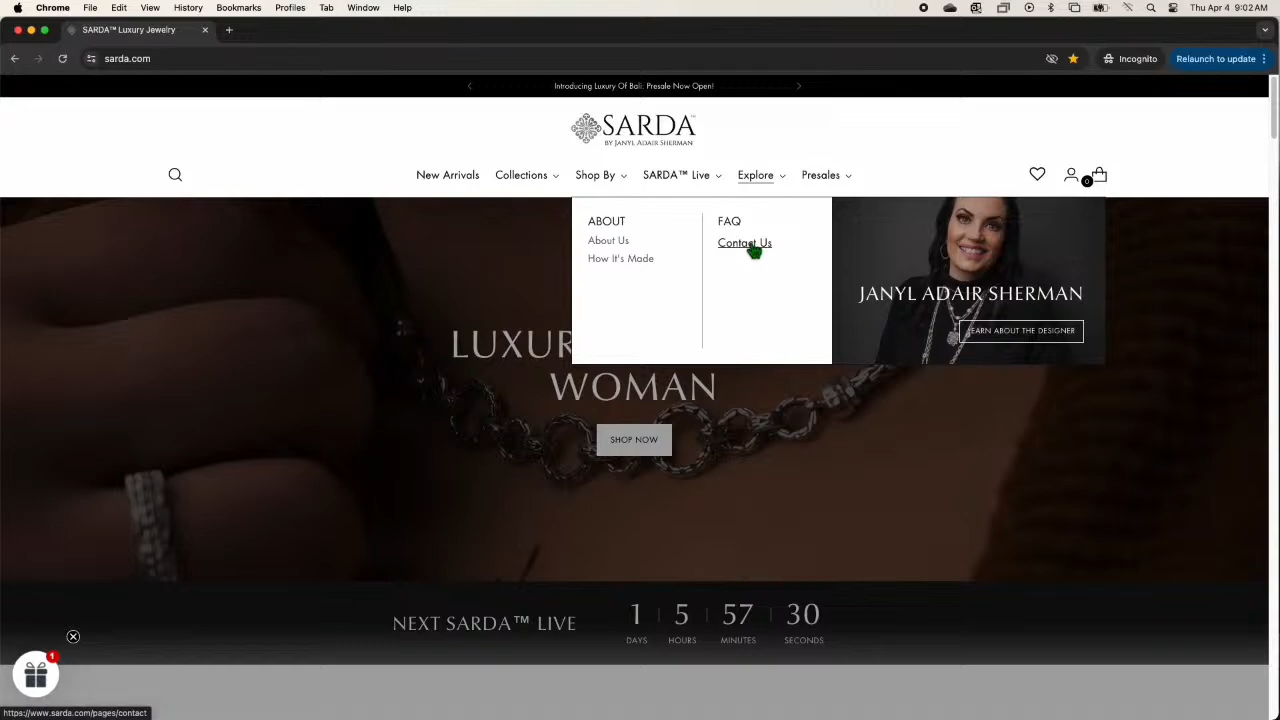 Chrome File Edit View History Bookmarks Profiles Tab Window Help Thu Apr 4 9:02 AM
SARDA™ Luxury Jewelry
sarda.com Incognito Relaunch to update
Introducing Luxury Of Bali: Presale Now Open!
SARDA™
BY JANYL ADAIR SHERMAN
New Arrivals Collections Shop By SARDA™ Live Explore Presales 0
ABOUT
About Us
How It's Made
FAQ
Contact Us
JANYL ADAIR SHERMAN
LEARN ABOUT THE DESIGNER
WOMAN
SHOP NOW
NEXT SARDA™ LIVE
1 5 57 30
DAYS HOURS MINUTES SECONDS
1
https://www.sarda.com/pages/contact